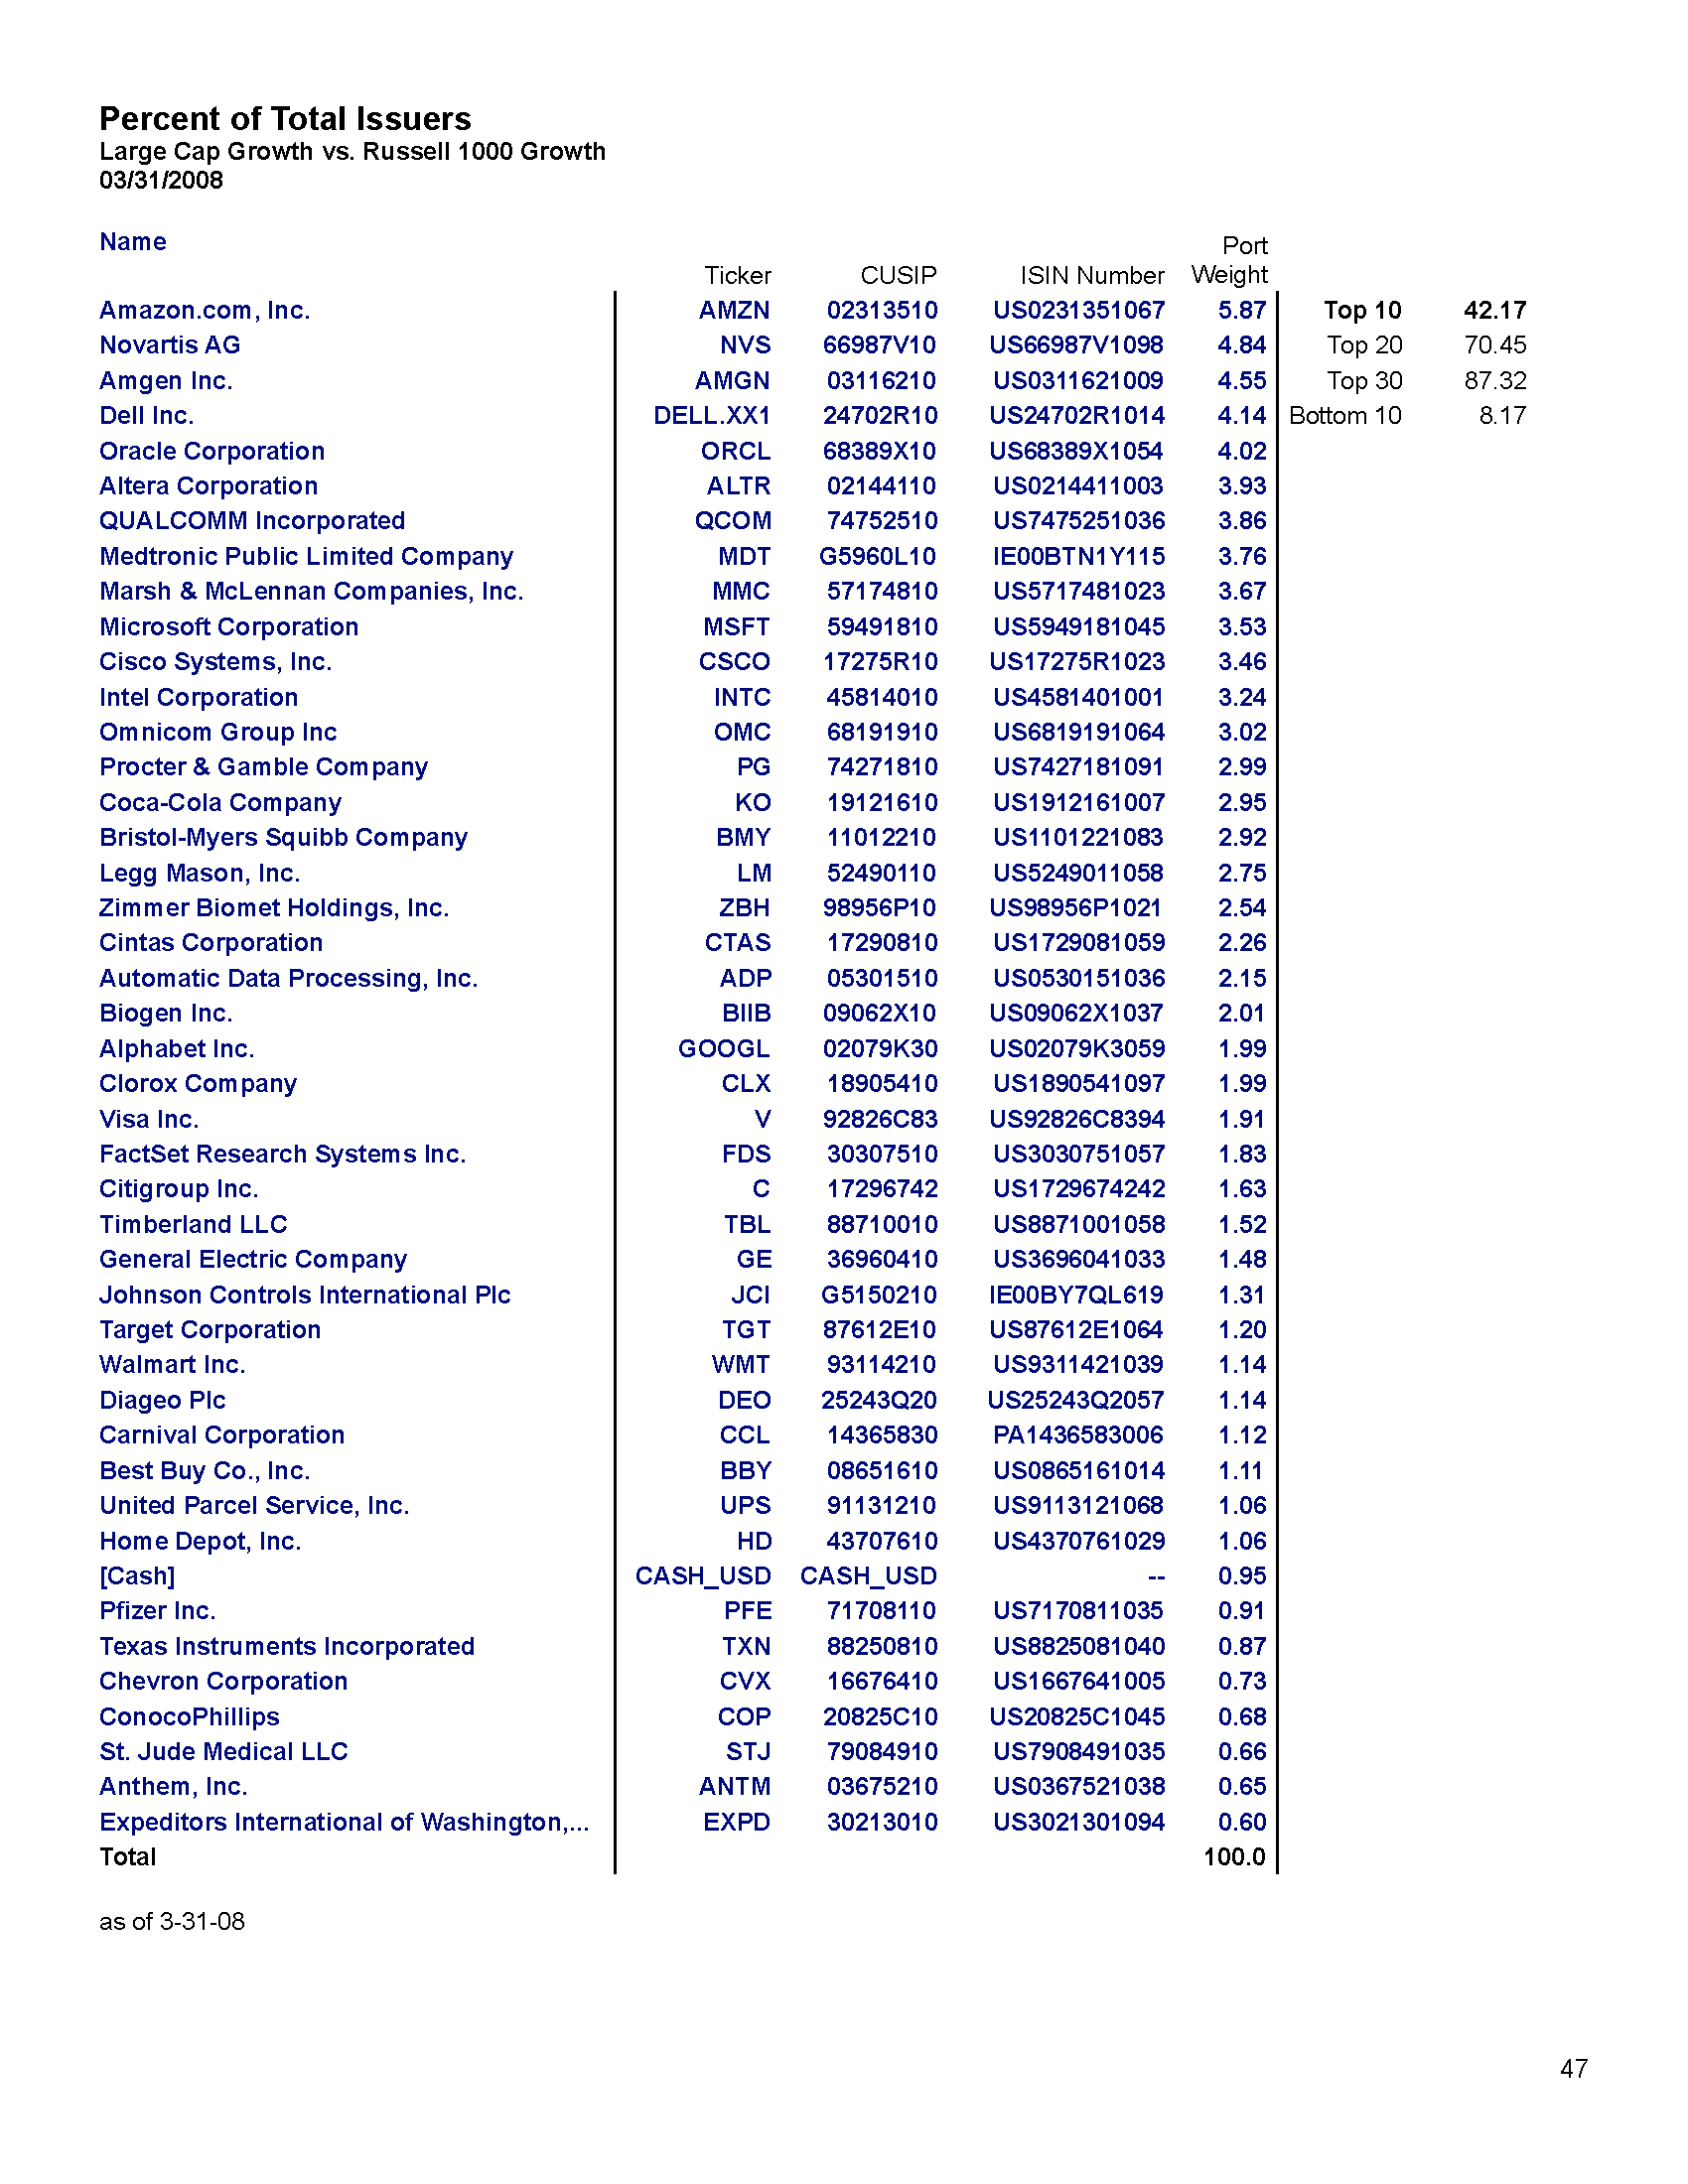 Percent of Total Issuers
Large Cap Growth vs. Russell 1000 Growth
03/31/2008
Name Ticker CUSIP ISIN Number Port Weight
Amazon.com, Inc. AMZN 02313510 US0231351067 5.87 Top 10 42.17
Novartis AG NVS 66987V10 US66987V1098 4.84 Top 20 70.45
Amgen Inc. AMGN 03116210 US0311621009 4.55 Top 30 87.32
Dell Inc. DELL.XX1 24702R10 US24702R1014 4.14 Bottom 10 8.17
Oracle Corporation ORCL 68389X10 US68389X1054 4.02
Altera Corporation ALTR 02144110 US0214411003 3.93
QUALCOMM Incorporated QCOM 74752510 US7475251036 3.86
Medtronic Public Limited Company MDT G5960L10 IE00BTN1Y115 3.76
Marsh & McLennan Companies, Inc. MMC 57174810 US5717481023 3.67
Microsoft Corporation MSFT 59491810 US5949181045 3.53
Cisco Systems, Inc. CSCO 17275R10 US17275R1023 3.46
Intel Corporation INTC 45814010 US4581401001 3.24
Omnicom Group Inc OMC 68191910 US6819191064 3.02
Procter & Gamble Company PG 74271810 US7427181091 2.99
Coca-Cola Company KO 19121610 US1912161007 2.95
Bristol-Myers Squibb Company BMY 11012210 US1101221083 2.92
Legg Mason, Inc. LM 52490110 US5249011058 2.75
Zimmer Biomet Holdings, Inc. ZBH 98956P10 US98956P1021 2.54
Cintas Corporation CTAS 17290810 US1729081059 2.26
Automatic Data Processing, Inc. ADP 05301510 US0530151036 2.15
Biogen Inc. BIIB 09062X10 US09062X1037 2.01
Alphabet Inc. GOOGL 02079K30 US02079K3059 1.99
Clorox Company CLX 18905410 US1890541097 1.99
Visa Inc. V 92826C83 US92826C8394 1.91
FactSet Research Systems Inc. FDS 30307510 US3030751057 1.83
Citigroup Inc. C 17296742 US1729674242 1.63
Timberland LLC TBL 88710010 US8871001058 1.52
General Electric Company GE 36960410 US3696041033 1.48
Johnson Controls International Plc JCI G5150210 IE00BY7QL619 1.31
Target Corporation TGT 87612E10 US87612E1064 1.20
Walmart Inc. WMT 93114210 US9311421039 1.14
Diageo Plc DEO 25243Q20 US25243Q2057 1.14
Carnival Corporation CCL 14365830 PA1436583006 1.12
Best Buy Co., Inc. BBY 08651610 US0865161014 1.11
United Parcel Service, Inc. UPS 91131210 US9113121068 1.06
Home Depot, Inc. HD 43707610 US4370761029 1.06
[Cash] CASH_USD CASH_USD -- 0.95
Pfizer Inc. PFE 71708110 US7170811035 0.91
Texas Instruments Incorporated TXN 88250810 US8825081040 0.87
Chevron Corporation CVX 16676410 US1667641005 0.73
ConocoPhillips COP 20825C10 US20825C1045 0.68
St. Jude Medical LLC STJ 79084910 US7908491035 0.66
Anthem, Inc. ANTM 03675210 US0367521038 0.65
Expeditors International of Washington,... EXPD 30213010 US3021301094 0.60
Total 100.0
as of 3-31-08
47